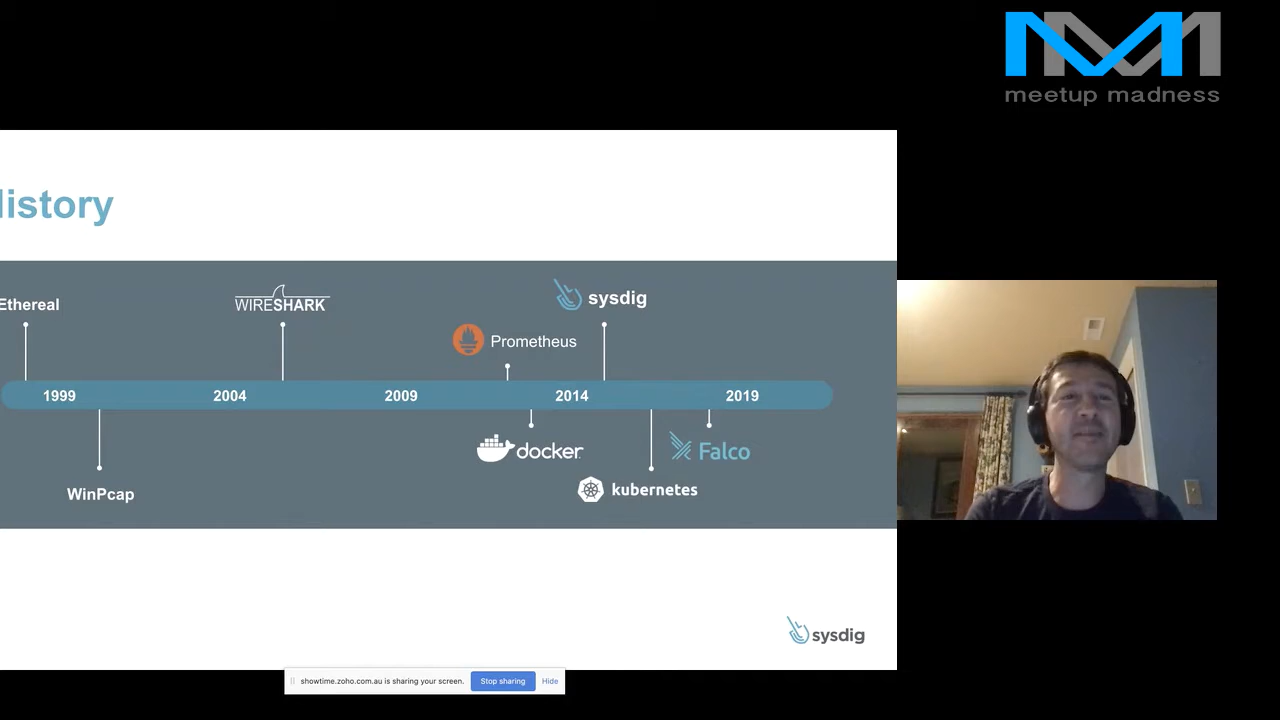 meetup madness
listory
Ethereal
WIRESHARK
sysdig
Prometheus
1999 2004 2009 2014 2019
docker
Falco
WinPcap
kubernetes
sysdig
showtime.zoho.com.au is sharing your screen. Stop sharing Hide